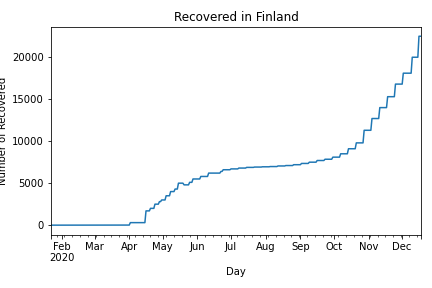 Recovered in Finland
Number of Recovered
20000
15000
10000
5000
0
Feb Mar Apr May Jun Jul Aug Sep Oct Nov Dec
2020
Day